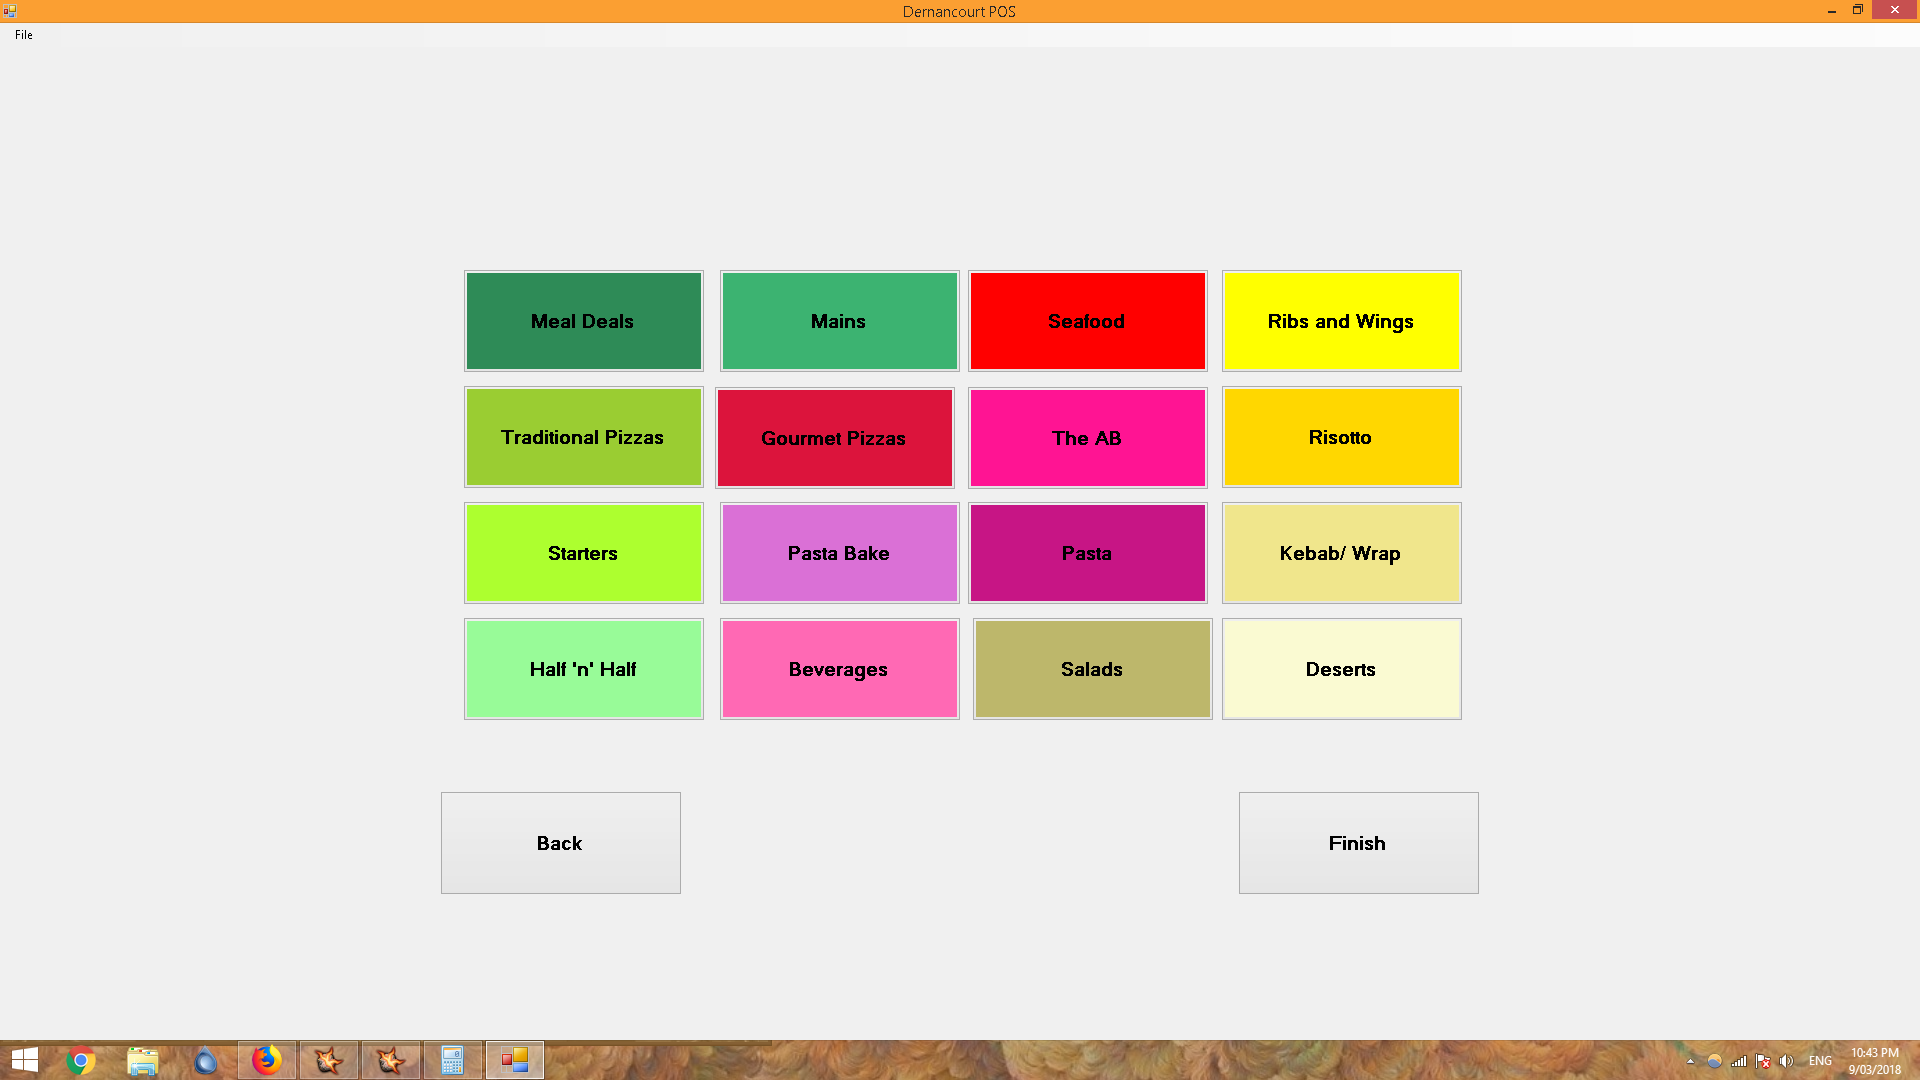 Dernancourt POS
File
Meal Deals
Mains
Seafood
Ribs and Wings
Traditional Pizzas
Gourmet Pizzas
The AB
Risotto
Starters
Pasta Bake
Pasta
Kebab/ Wrap
Half 'n' Half
Beverages
Salads
Deserts
Back
Finish
ENG
10:43 PM
9/03/2018